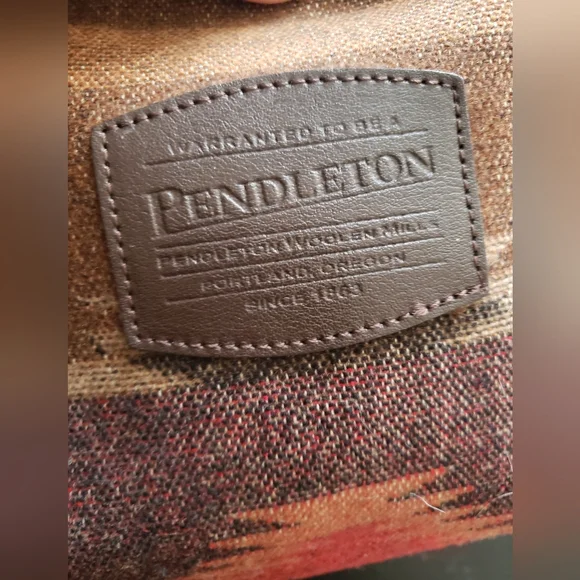 WARRANTED TO BE A
PENDLETON
PENDLETON WOOLEN MILLS
PORTLAND, OREGON
SINCE 1863